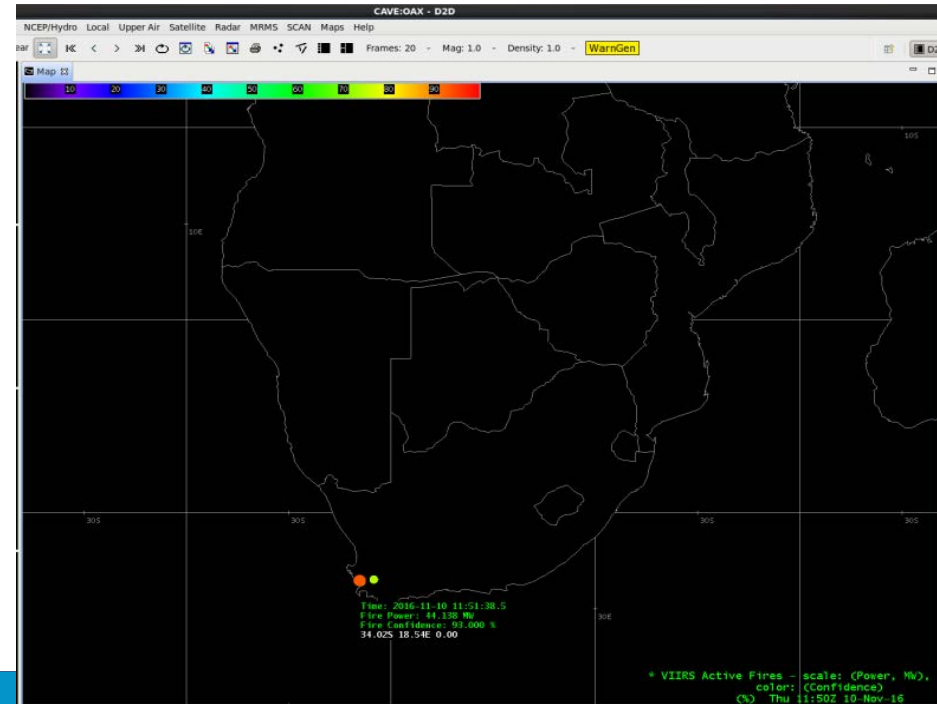 CAVE:OAX - D2D
NCEP/Hydro Local Upper Air Satellite Radar MRMS SCAN Maps Help
ear Frames: 20 - Mag: 1.0 - Density: 1.0 - WarnGen D2
Map
10 20 30 40 50 60 70 80 90
10S
10E
30S 30S 30S 30S
Time: 2016-11-10 11:51:38.5
Fire Power: 44.138 MW
Fire Confidence: 93.000 %
34.02S 18.54E 0.00
30E
* VIIRS Active Fires - scale: (Power, MW),
color: (Confidence)
(%) Thu 11:50Z 10-Nov-16